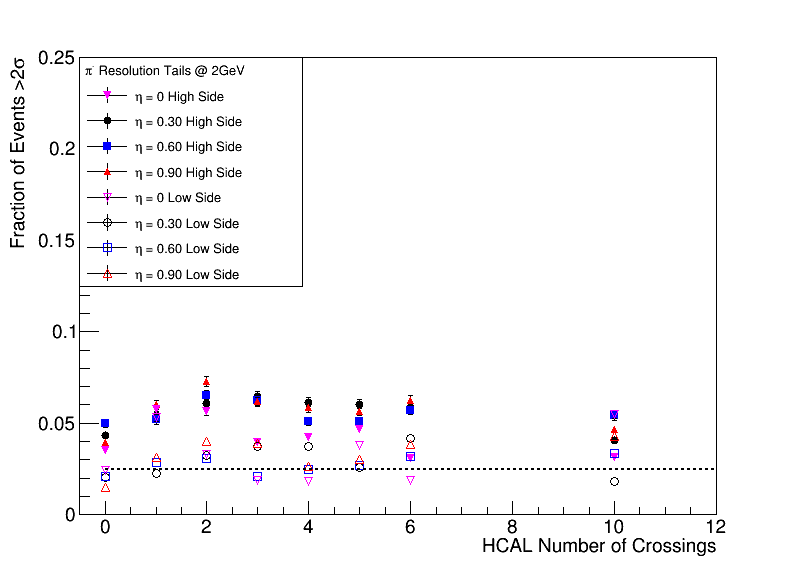 0.25
π⁻ Resolution Tails @ 2GeV
η = 0 High Side
η = 0.30 High Side
η = 0.60 High Side
η = 0.90 High Side
η = 0 Low Side
η = 0.30 Low Side
η = 0.60 Low Side
η = 0.90 Low Side
Fraction of Events >2σ
0.2
0.15
0.1
0.05
0
0 2 4 6 8 10 12
HCAL Number of Crossings